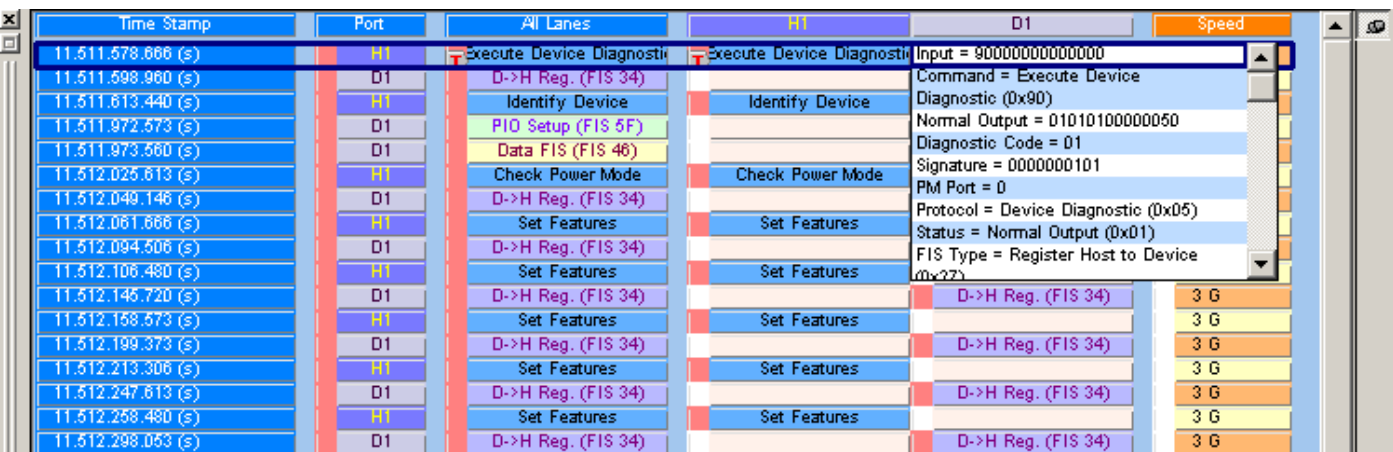 Time Stamp Port All Lanes H1 D1 Speed
11.511.578.666 (s) H1 Execute Device Diagnosti Execute Device Diagnosti Input = 90000000000000
11.511.598.960 (s) D1 D->H Reg. (FIS 34) Command = Execute Device
11.511.613.440 (s) H1 Identify Device Identify Device Diagnostic (0x90)
11.511.972.573 (s) D1 PIO Setup (FIS 5F) Normal Output = 01010100000050
11.511.973.560 (s) D1 Data FIS (FIS 46) Diagnostic Code = 01
Signature = 0000000101
11.512.025.613 (s) H1 Check Power Mode Check Power Mode PM Port = 0
11.512.049.146 (s) D1 D->H Reg. (FIS 34) Protocol = Device Diagnostic (0x05)
11.512.061.666 (s) H1 Set Features Set Features Status = Normal Output (0x01)
11.512.094.506 (s) D1 D->H Reg. (FIS 34) FIS Type = Register Host to Device
11.512.106.480 (s) H1 Set Features Set Features (0x27)
11.512.145.720 (s) D1 D->H Reg. (FIS 34) D->H Reg. (FIS 34) 3 G
11.512.158.573 (s) H1 Set Features Set Features 3 G
11.512.199.373 (s) D1 D->H Reg. (FIS 34) D->H Reg. (FIS 34) 3 G
11.512.213.306 (s) H1 Set Features Set Features 3 G
11.512.247.613 (s) D1 D->H Reg. (FIS 34) D->H Reg. (FIS 34) 3 G
11.512.258.480 (s) H1 Set Features Set Features 3 G
11.512.298.053 (s) D1 D->H Reg. (FIS 34) D->H Reg. (FIS 34) 3 G